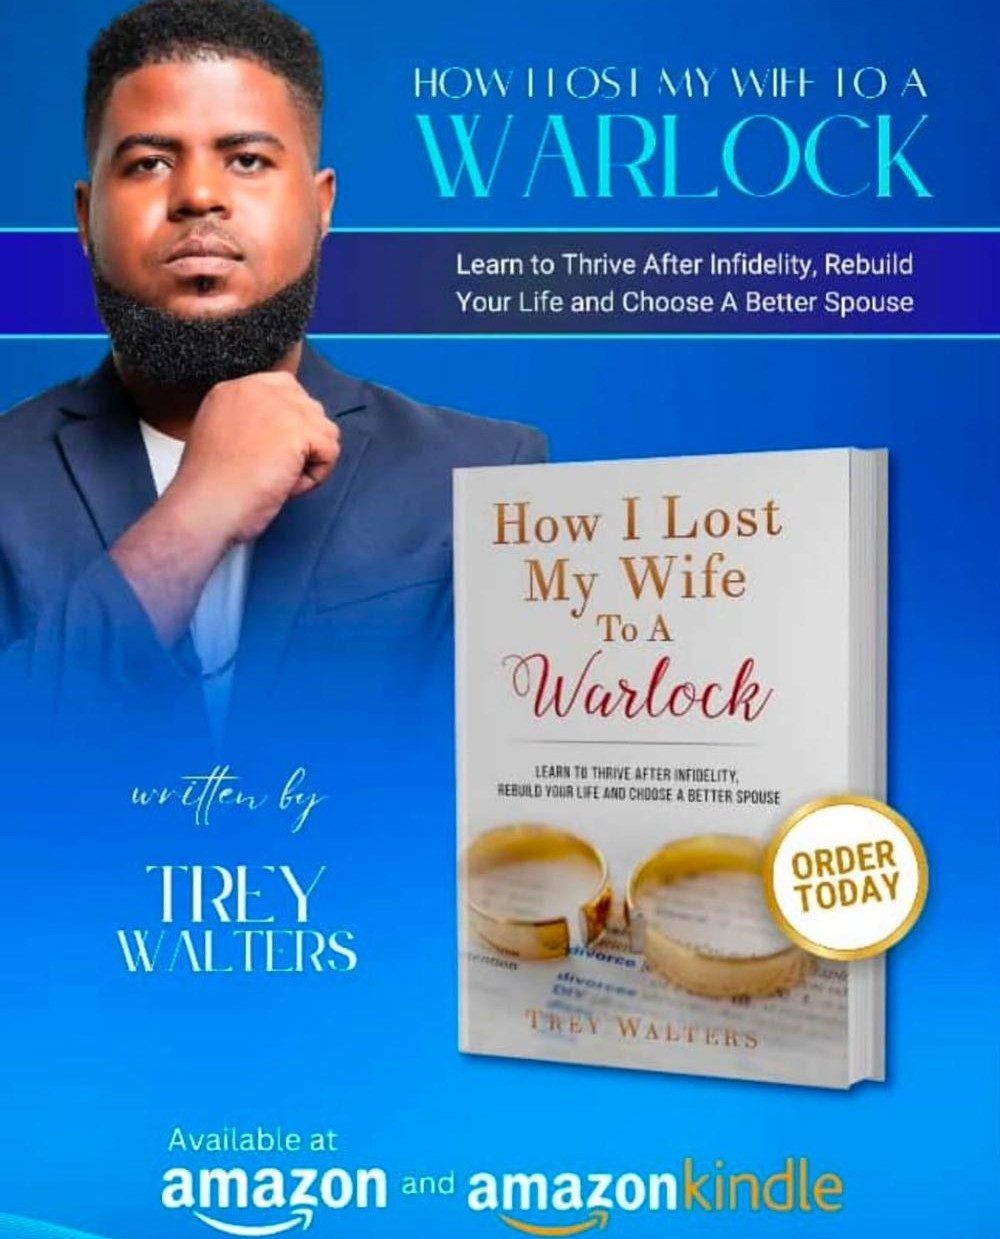 HOW I LOST MY WIFE TO A
WARLOCK
Learn to Thrive After Infidelity, Rebuild
Your Life and Choose A Better Spouse
How I Lost
My Wife
To A
Warlock
LEARN TO THRIVE AFTER INFIDELITY,
REBUILD YOUR LIFE AND CHOOSE A BETTER SPOUSE
ORDER
TODAY
divorce
divorcee
DIY
TREY WALTERS
written by
TREY
WALTERS
Available at
amazon and amazonkindle